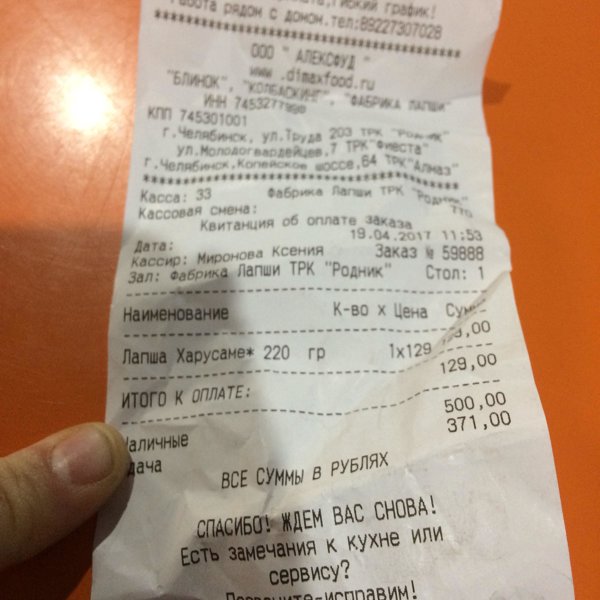 гибкий график!
Работа рядом с домом.тел:89227307028
************************************
ООО " АЛЕКСФУД "
www .dimaxfood.ru
"БЛИНОК", "КОЛБАСКИНГ", "ФАБРИКА ЛАПШИ"
ИНН
КПП 745301001
г.Челябинск, ул.Труда 203 ТРК "Родник"
ул.Молодогвардейцев,7 ТРК"Фиеста"
г.Челябинск,Копейское шоссе,64 ТРК"Алмаз"
************************************
Касса: 33 Фабрика Лапши ТРК "Родник"
Кассовая смена: 770
Квитанция об оплате заказа
Дата: 19.04.2017 11:53
Кассир: Миронова Ксения Заказ № 59888
Зал: Фабрика Лапши ТРК "Родник" Стол: 1
Наименование К-во х Цена
Лапша Харусаме* 220 гр 1х129
ИТОГО К ОПЛАТЕ: 129,00
500,00
371,00
ВСЕ СУММЫ В РУБЛЯХ
СПАСИБО! ЖДЕМ ВАС СНОВА!
Есть замечания к кухне или
сервису?
Позвоните-исправим!